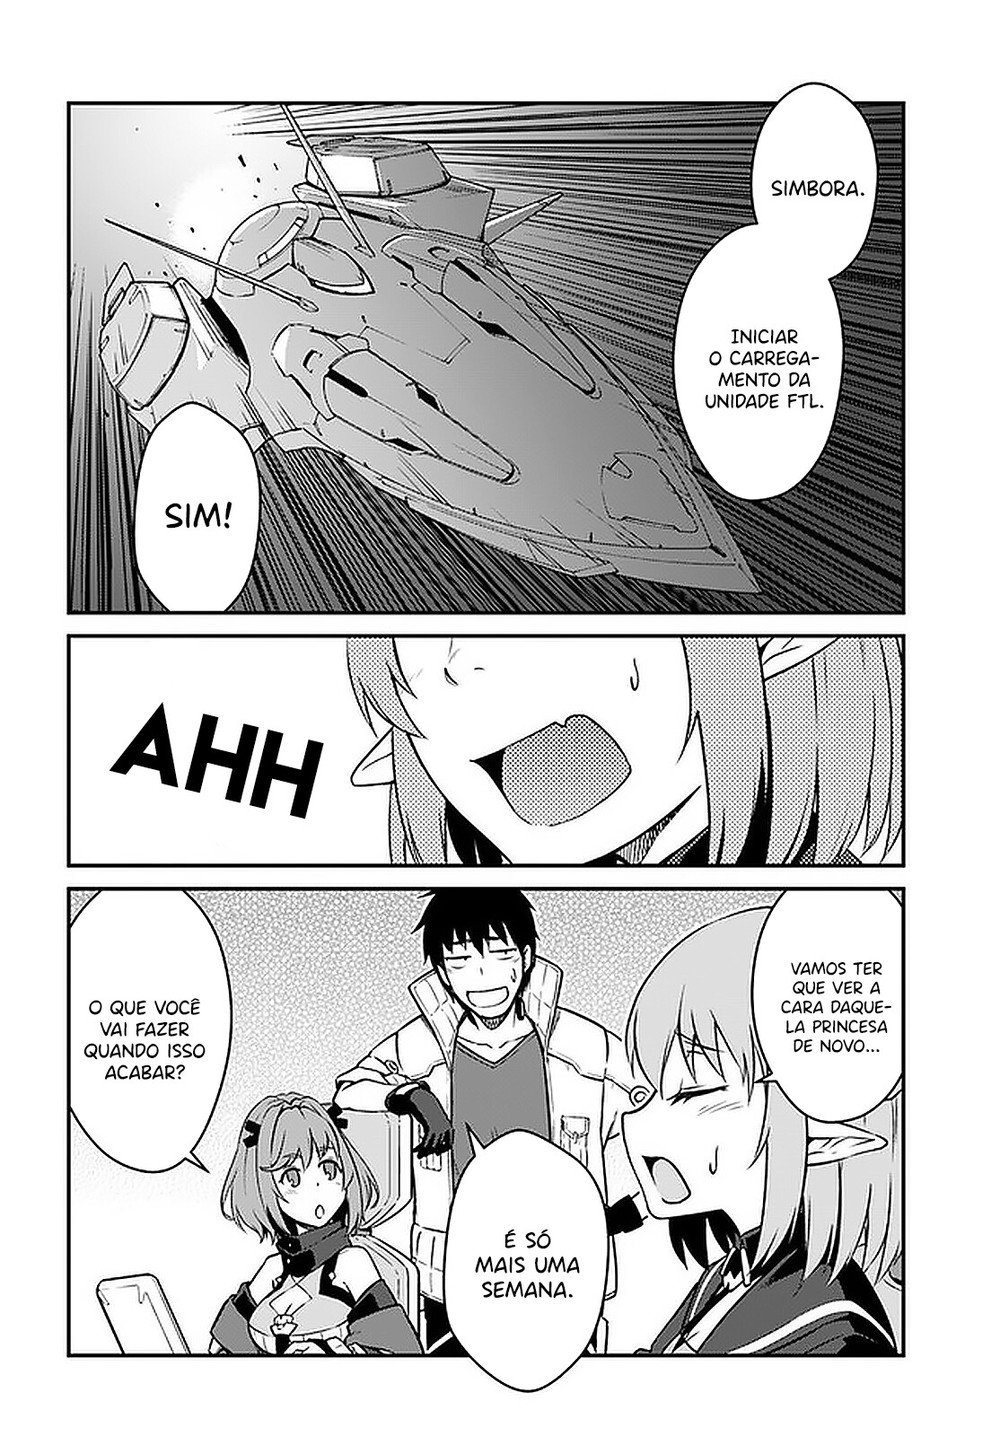 SIMBORA.
INICIAR
O CARREGA-
MENTO DA
UNIDADE FTL.
SIM!
AHH
VAMOS TER
QUE VER A
CARA DAQUE-
LA PRINCESA
DE NOVO...
É SÓ
MAIS UMA
SEMANA.
O QUE VOCÊ
VAI FAZER
QUANDO ISSO
ACABAR?